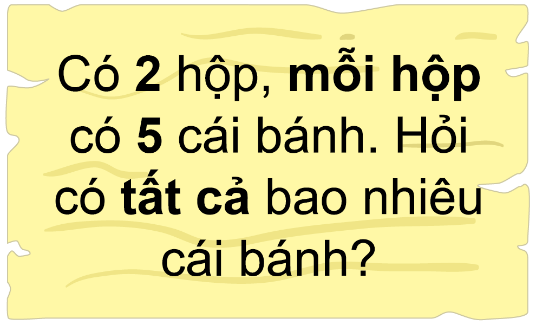 Có 2 hộp, mỗi hộp
có 5 cái bánh. Hỏi
có tất cả bao nhiêu
cái bánh?